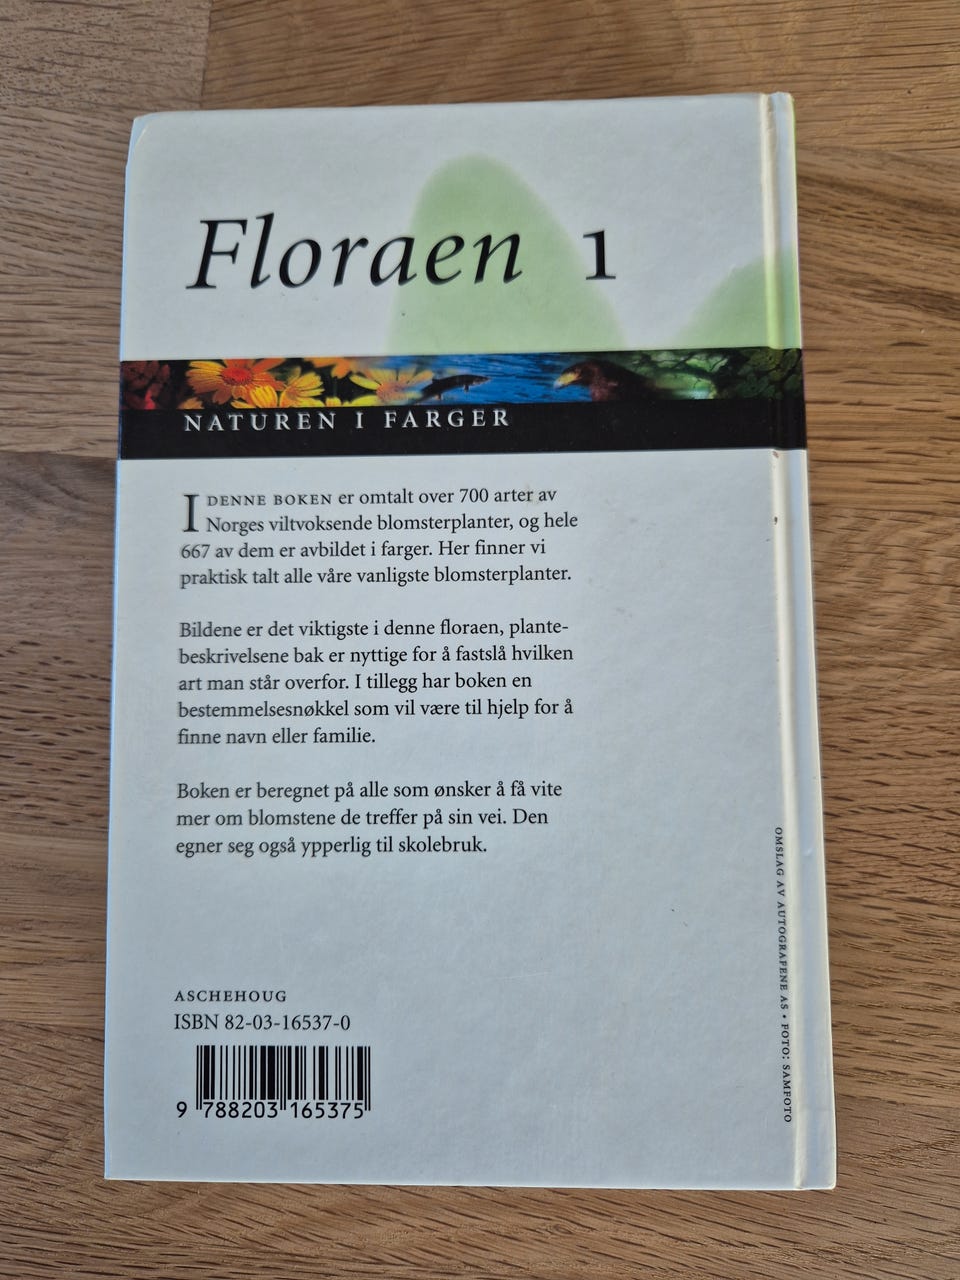 Floraen 1
NATUREN I FARGER
I DENNE BOKEN er omtalt over 700 arter av
Norges viltvoksende blomsterplanter, og hele
667 av dem er avbildet i farger. Her finner vi
praktisk talt alle våre vanligste blomsterplanter.
Bildene er det viktigste i denne floraen, plante-
beskrivelsene bak er nyttige for å fastslå hvilken
art man står overfor. I tillegg har boken en
bestemmelsesnøkkel som vil være til hjelp for å
finne navn eller familie.
Boken er beregnet på alle som ønsker å få vite
mer om blomstene de treffer på sin vei. Den
egner seg også ypperlig til skolebruk.
ASCHEHOUG
ISBN 82-03-16537-0
9 788203 165375
OMSLAG AV AUTOGRAFENE AS • FOTO: SAMFOTO